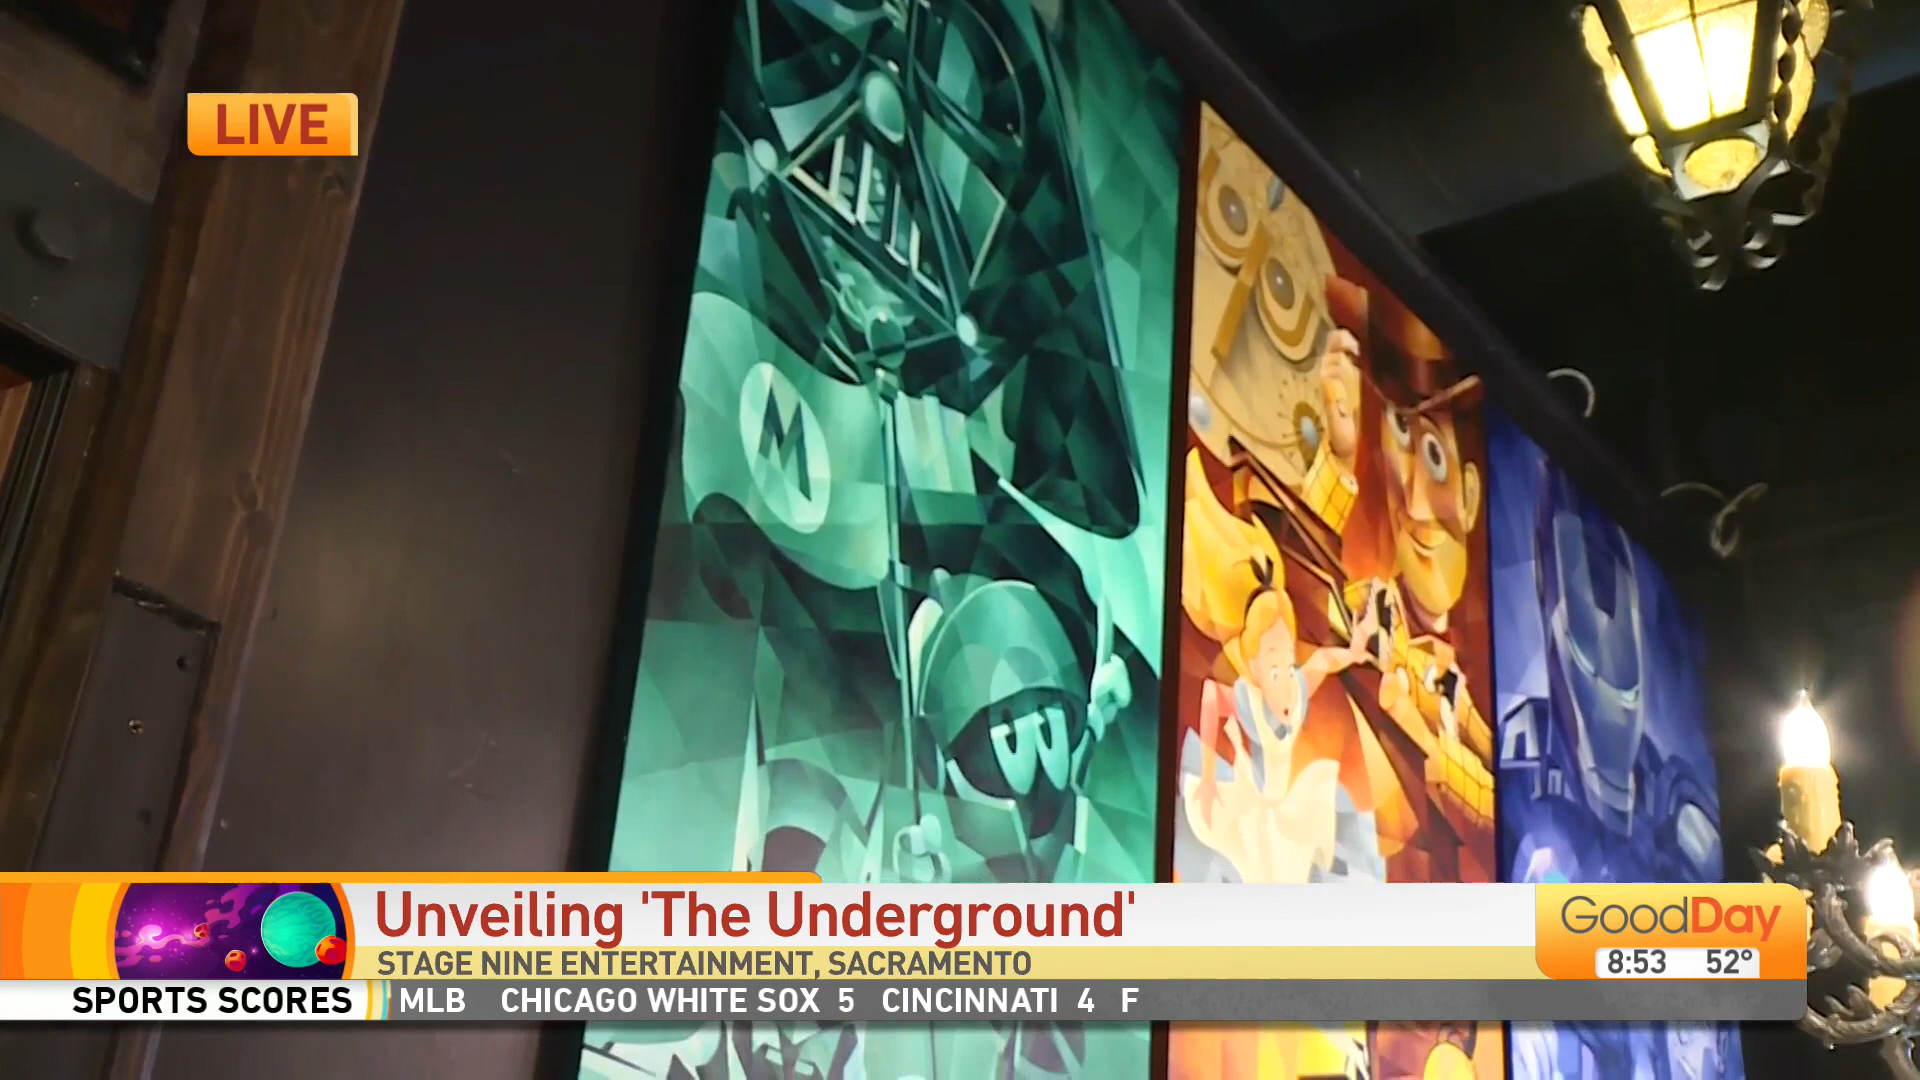 LIVE
M
Unveiling 'The Underground'
STAGE NINE ENTERTAINMENT, SACRAMENTO
GoodDay
8:53 52°
SPORTS SCORES MLB CHICAGO WHITE SOX 5 CINCINNATI 4 F